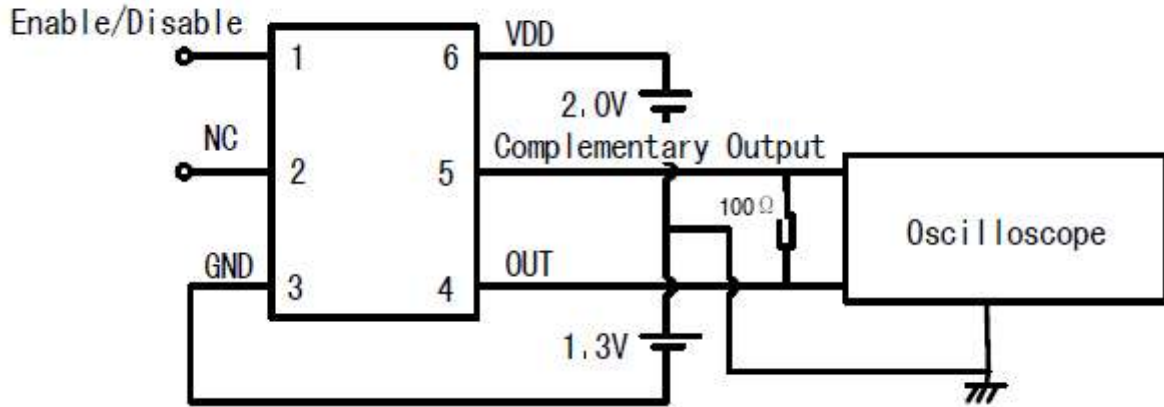 Enable/Disable
1
6
VDD
2.0V
NC
2
5
Complementary Output
100Ω
Oscilloscope
GND
3
4
OUT
1.3V